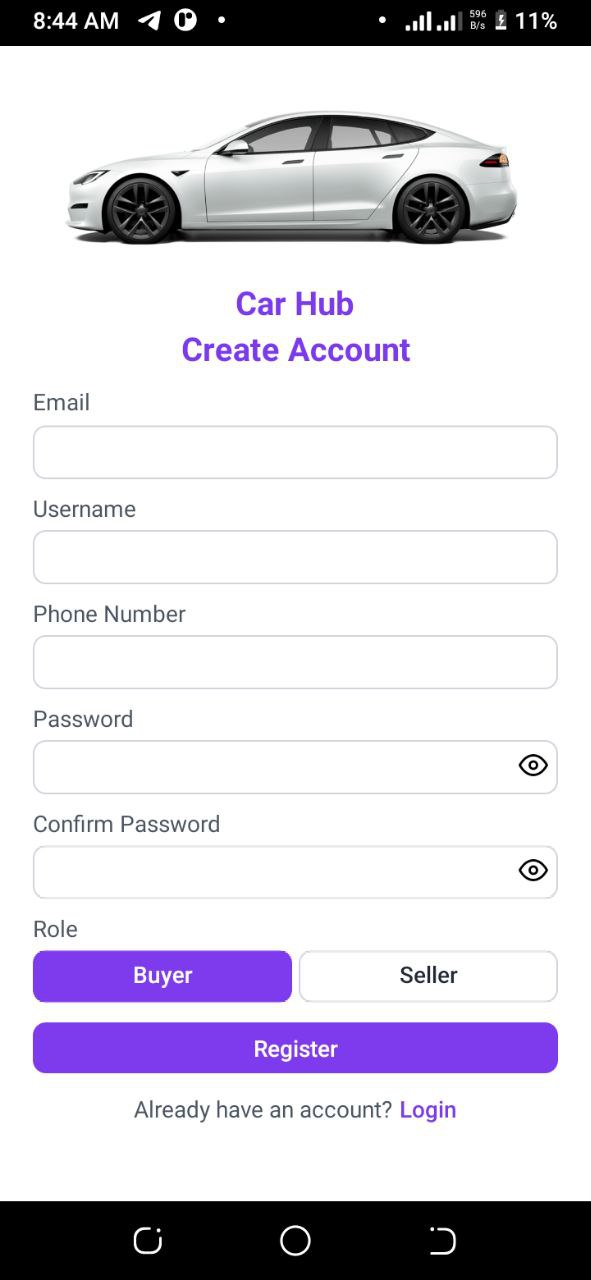 8:44 AM 596 B/s 11%
Car Hub
Create Account
Email
Username
Phone Number
Password
Confirm Password
Role
Buyer Seller
Register
Already have an account? Login